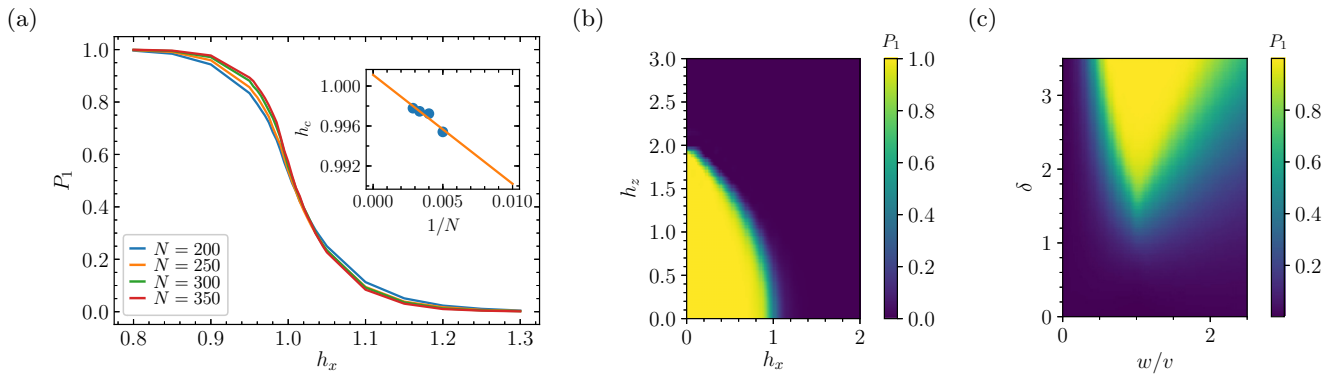 (a)
1.0
0.8
0.6
0.4
0.2
0.0
P₁
0.8 0.9 1.0 1.1 1.2 1.3
hₓ
N = 200
N = 250
N = 300
N = 350
1.000
0.996
0.992
h_c
0.000 0.005 0.010
1/N
(b)
3.0
2.5
2.0
1.5
1.0
0.5
0.0
h_z
0 1 2
hₓ
P₁
1.0
0.8
0.6
0.4
0.2
0.0
(c)
3
2
1
0
δ
0 2
w/v
P₁
0.8
0.6
0.4
0.2